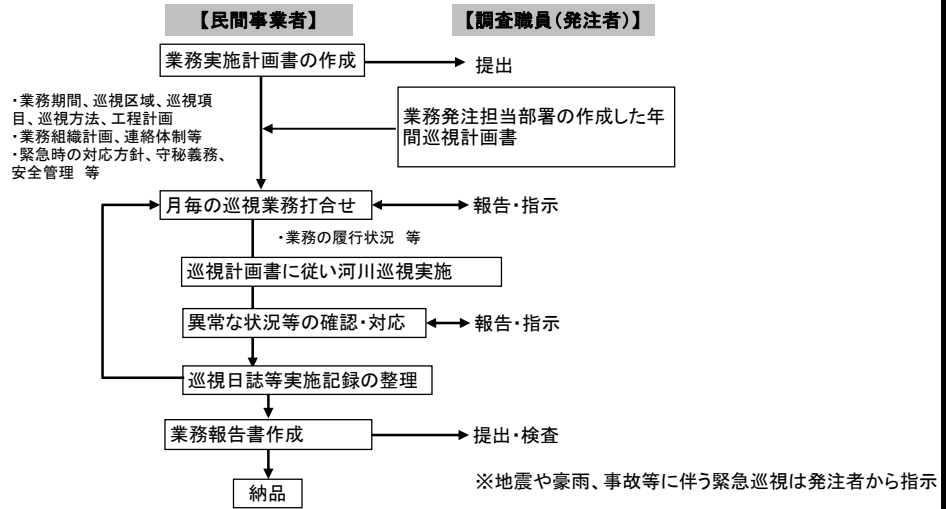 【民間事業者】
【調査職員(発注者)】
業務実施計画書の作成
提出
・業務期間、巡視区域、巡視項
目、巡視方法、工程計画
・業務組織計画、連絡体制等
・緊急時の対応方針、守秘義務、
安全管理 等
業務発注担当部署の作成した年
間巡視計画書
月毎の巡視業務打合せ
報告・指示
・業務の履行状況 等
巡視計画書に従い河川巡視実施
異常な状況等の確認・対応
報告・指示
巡視日誌等実施記録の整理
業務報告書作成
提出・検査
納品
※地震や豪雨、事故等に伴う緊急巡視は発注者から指示